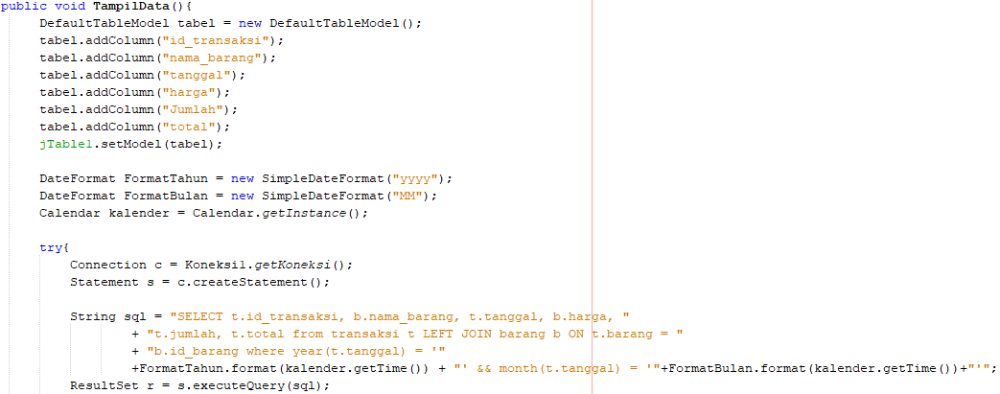 public void TampilData(){
DefaultTableModel tabel = new DefaultTableModel();
tabel.addColumn("id_transaksi");
tabel.addColumn("nama_barang");
tabel.addColumn("tanggal");
tabel.addColumn("harga");
tabel.addColumn("Jumlah");
tabel.addColumn("total");
jTable1.setModel(tabel);
DateFormat FormatTahun = new SimpleDateFormat("yyyy");
DateFormat FormatBulan = new SimpleDateFormat("MM");
Calendar kalender = Calendar.getInstance();
try{
Connection c = Koneksi1.getKoneksi();
Statement s = c.createStatement();
String sql = "SELECT t.id_transaksi, b.nama_barang, t.tanggal, b.harga, "
+ "t.jumlah, t.total from transaksi t LEFT JOIN barang b ON t.barang = "
+ "b.id_barang where year(t.tanggal) = '"
+FormatTahun.format(kalender.getTime()) + "' && month(t.tanggal) = '"+FormatBulan.format(kalender.getTime())+"'";
ResultSet r = s.executeQuery(sql);